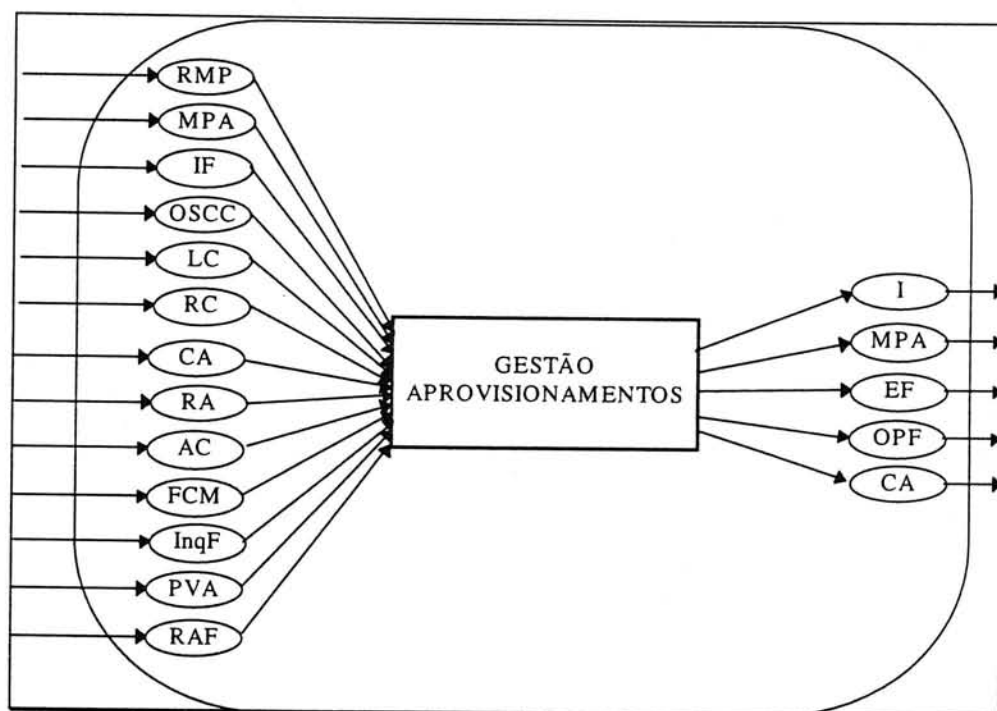 RMP
MPA
IF
OSCC
LC
RC
CA
RA
AC
FCM
InqF
PVA
RAF
GESTÃO
APROVISIONAMENTOS
I
MPA
EF
OPF
CA